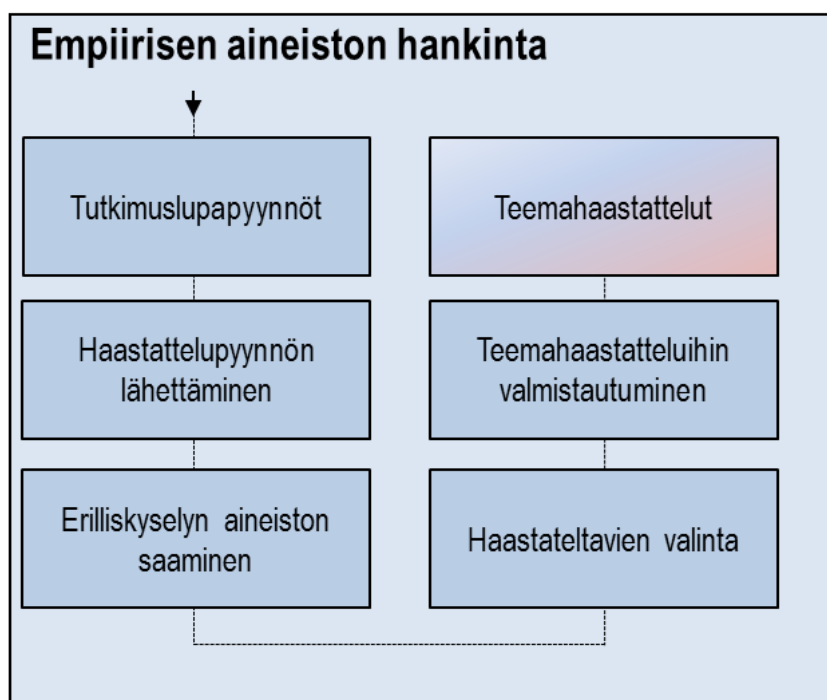 Empiirisen aineiston hankinta
Tutkimuslupapyynnöt
Haastattelupyynnön
lähettäminen
Erilliskyselyn aineiston
saaminen
Haastateltavien valinta
Teemahaastatteluihin
valmistautuminen
Teemahaastattelut